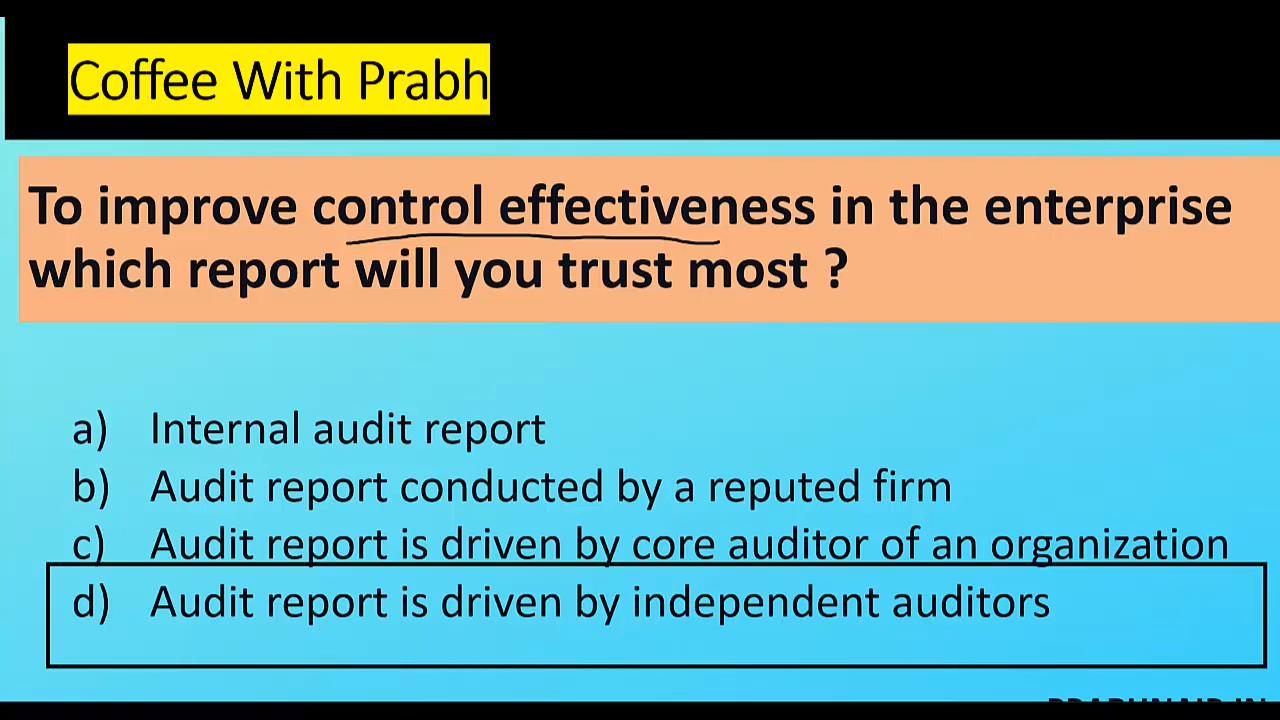 Coffee With Prabh
To improve control effectiveness in the enterprise
which report will you trust most ?
a) Internal audit report
b) Audit report conducted by a reputed firm
c) Audit report is driven by core auditor of an organization
d) Audit report is driven by independent auditors